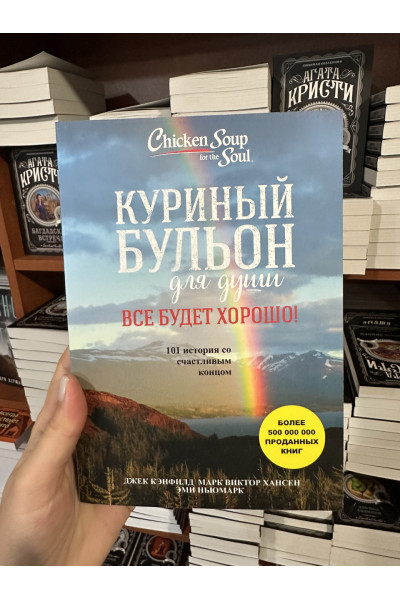 Chicken Soup
for the
Soul
КУРИНЫЙ
БУЛЬОН
для души
ВСЕ БУДЕТ ХОРОШО!
101 история со
счастливым
концом
БОЛЕЕ
500 000 000
ПРОДАННЫХ
КНИГ
ДЖЕК КЭНФИЛД МАРК ВИКТОР ХАНСЕН
ЭМИ НЬЮМАРК
АГАТА
КРИСТИ
АГАТА
КРИСТИ